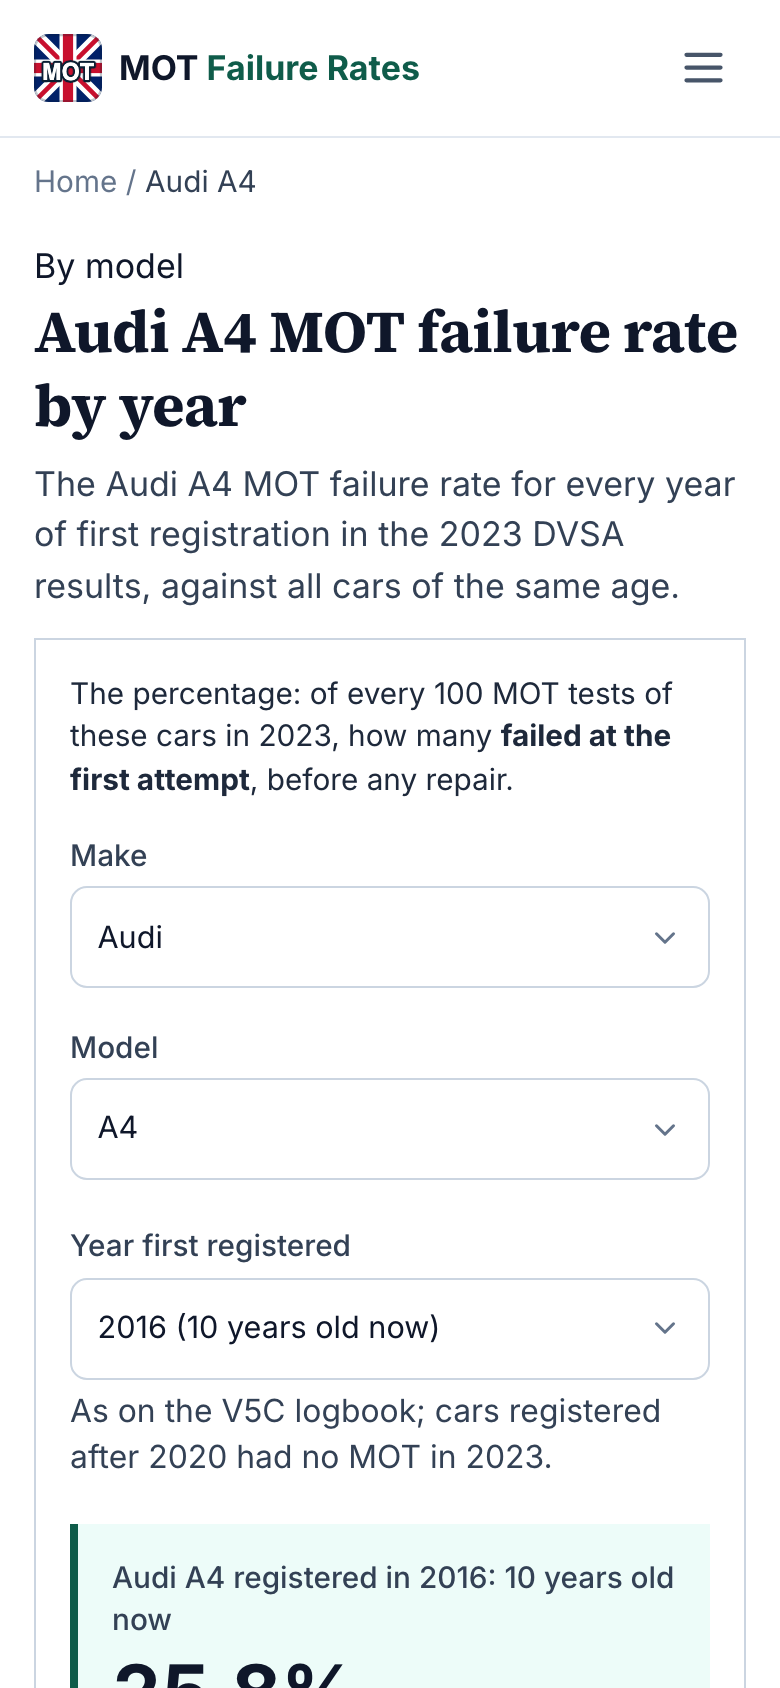 MOT
MOT Failure Rates
Home / Audi A4
By model
Audi A4 MOT failure rate
by year
The Audi A4 MOT failure rate for every year
of first registration in the 2023 DVSA
results, against all cars of the same age.
The percentage: of every 100 MOT tests of
these cars in 2023, how many failed at the
first attempt, before any repair.
Make
Audi
Model
A4
Year first registered
2016 (10 years old now)
As on the V5C logbook; cars registered
after 2020 had no MOT in 2023.
Audi A4 registered in 2016: 10 years old
now
25.8%